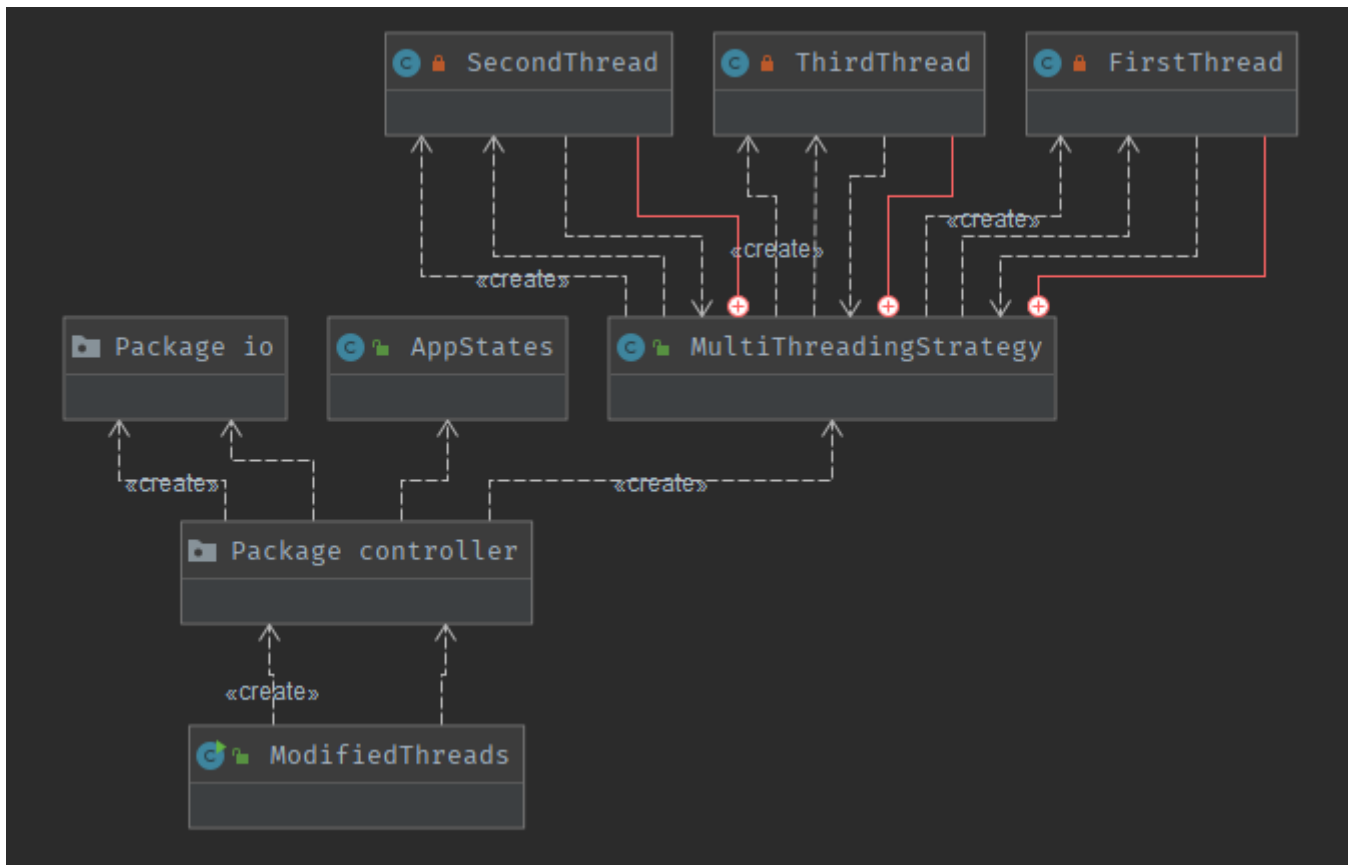 SecondThread
ThirdThread
FirstThread
«create»
«create»
«create»
Package io
AppStates
MultiThreadingStrategy
«create»
«create»
Package controller
«create»
ModifiedThreads